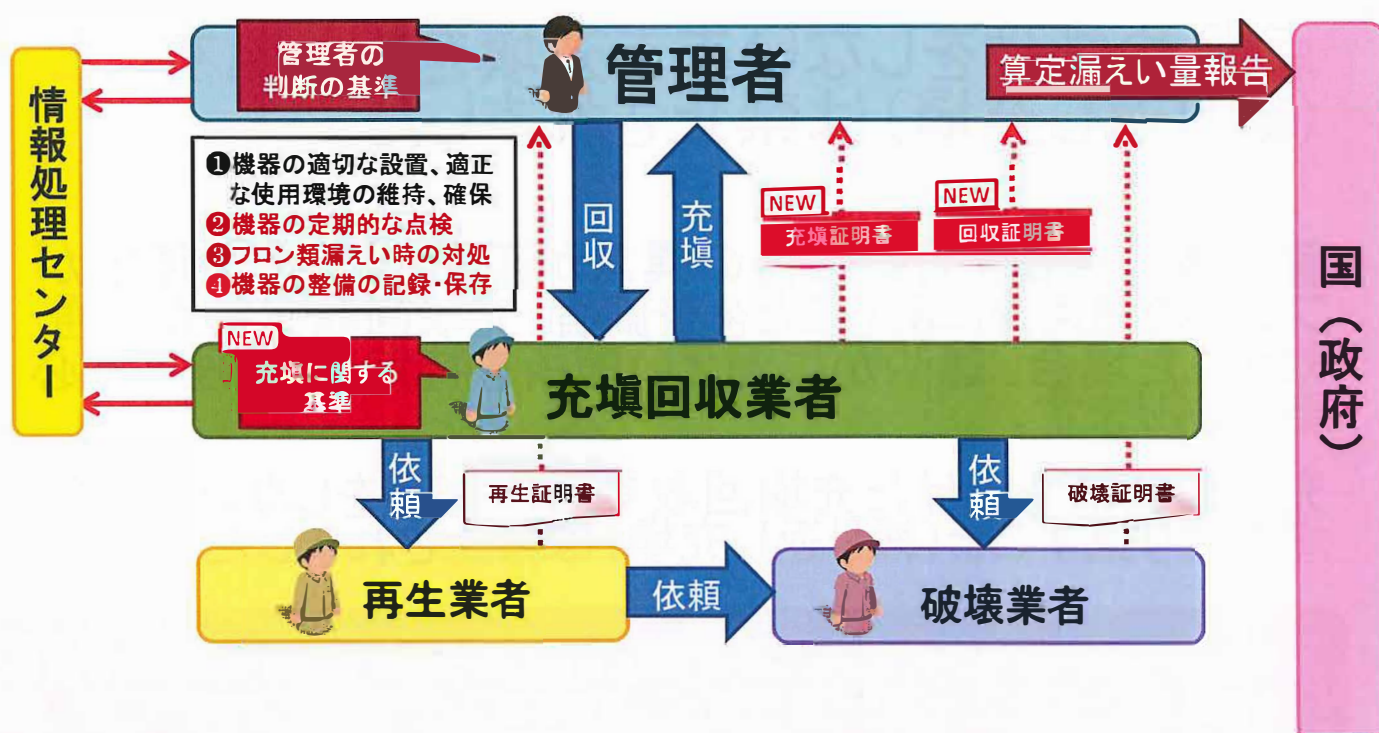 情報処理センター
管理者の
判断の基準
管理者
算定漏えい量報告
国（政府）
❶機器の適切な設置、適正
な使用環境の維持、確保
❷機器の定期的な点検
❸フロン類漏えい時の対処
❹機器の整備の記録・保存
回収
充塡
NEW
充塡証明書
NEW
回収証明書
NEW
充塡に関する
基準
充塡回収業者
依頼
再生証明書
依頼
破壊証明書
再生業者
依頼
破壊業者